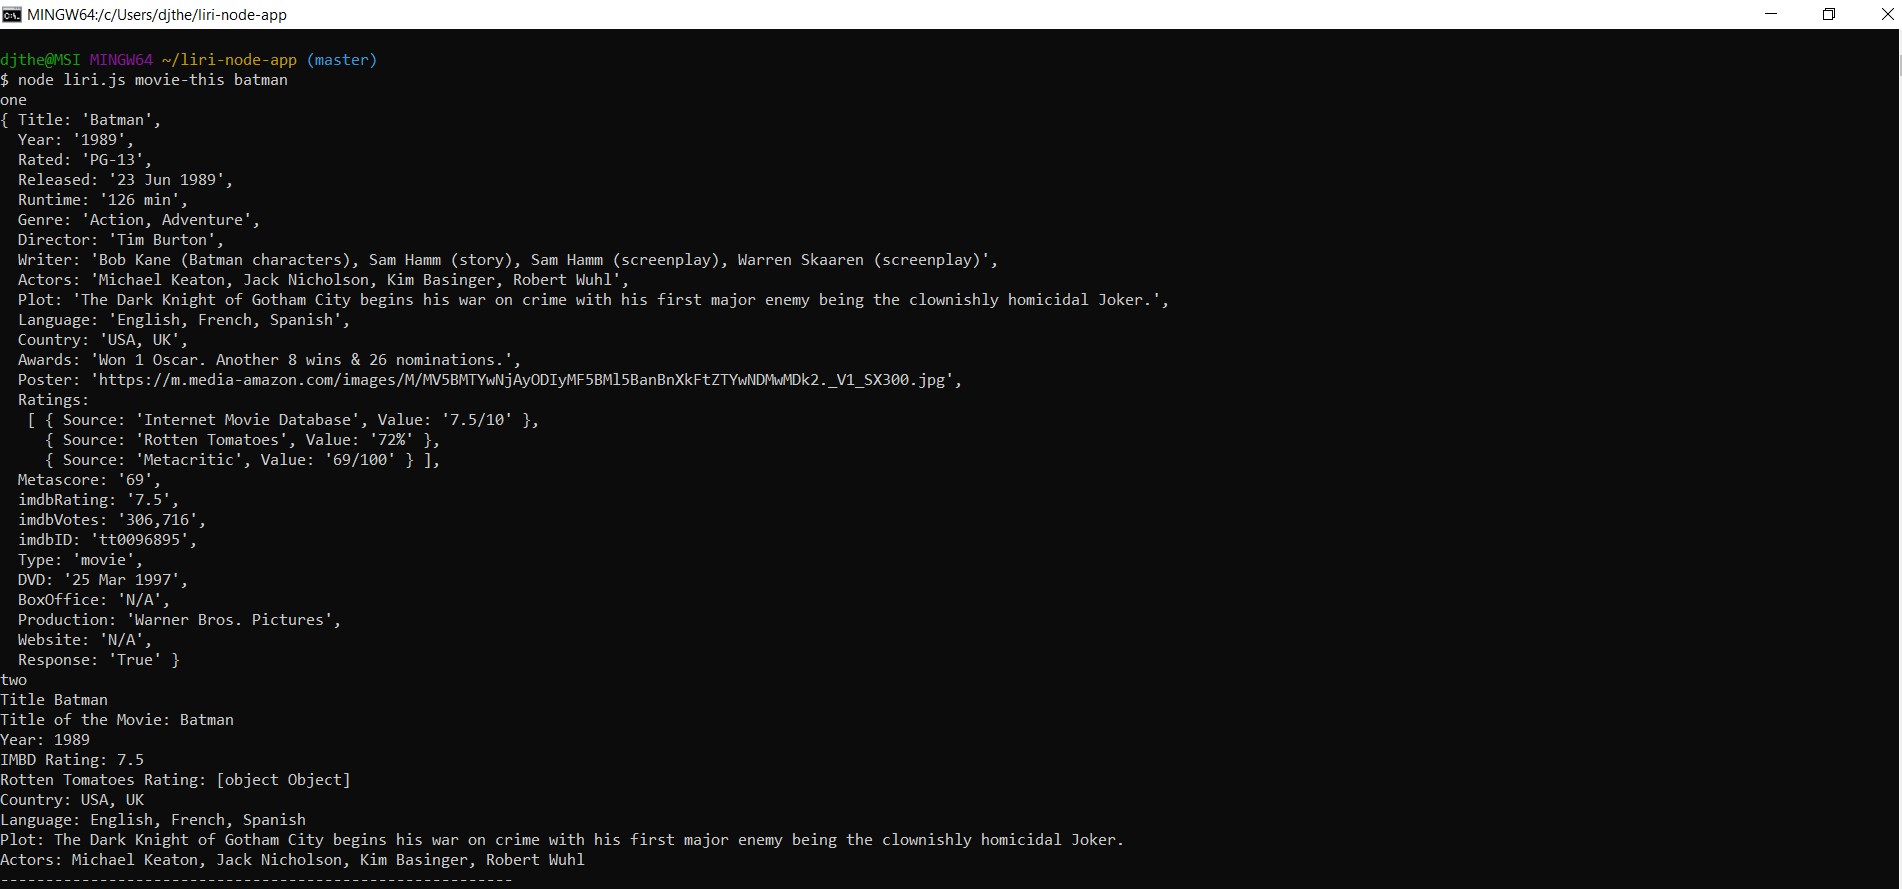 MINGW64:/c/Users/djthe/liri-node-app
djthe@MSI MINGW64 ~/liri-node-app (master)
$ node liri.js movie-this batman
one
{ Title: 'Batman',
  Year: '1989',
  Rated: 'PG-13',
  Released: '23 Jun 1989',
  Runtime: '126 min',
  Genre: 'Action, Adventure',
  Director: 'Tim Burton',
  Writer: 'Bob Kane (Batman characters), Sam Hamm (story), Sam Hamm (screenplay), Warren Skaaren (screenplay)',
  Actors: 'Michael Keaton, Jack Nicholson, Kim Basinger, Robert Wuhl',
  Plot: 'The Dark Knight of Gotham City begins his war on crime with his first major enemy being the clownishly homicidal Joker.',
  Language: 'English, French, Spanish',
  Country: 'USA, UK',
  Awards: 'Won 1 Oscar. Another 8 wins & 26 nominations.',
  Poster: 'https://m.media-amazon.com/images/M/MV5BMTYwNjAyODIyMF5BMl5BanBnXkFtZTYwNDMwMDk2._V1_SX300.jpg',
  Ratings:
   [ { Source: 'Internet Movie Database', Value: '7.5/10' },
     { Source: 'Rotten Tomatoes', Value: '72%' },
     { Source: 'Metacritic', Value: '69/100' } ],
  Metascore: '69',
  imdbRating: '7.5',
  imdbVotes: '306,716',
  imdbID: 'tt0096895',
  Type: 'movie',
  DVD: '25 Mar 1997',
  BoxOffice: 'N/A',
  Production: 'Warner Bros. Pictures',
  Website: 'N/A',
  Response: 'True' }
two
Title Batman
Title of the Movie: Batman
Year: 1989
IMBD Rating: 7.5
Rotten Tomatoes Rating: [object Object]
Country: USA, UK
Language: English, French, Spanish
Plot: The Dark Knight of Gotham City begins his war on crime with his first major enemy being the clownishly homicidal Joker.
Actors: Michael Keaton, Jack Nicholson, Kim Basinger, Robert Wuhl
---------------------------------------------------------